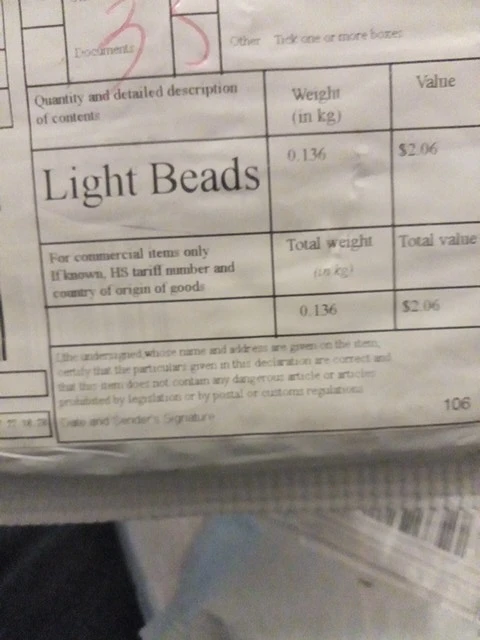 35
Documents
Other Tick one or more boxes
Quantity and detailed description
of contents
Weight
(in kg)
Value
Light Beads
0.136
$2.06
For commercial items only
If known, HS tariff number and
country of origin of goods
Total weight
(in kg)
Total value
0.136
$2.06
I,the undersigned,whose name and address are given on the item,
certify that the particulars given in this declaration are correct and
that this item does not contain any dangerous article or articles
prohibited by legislation or by postal or customs regulations
Date and Sender's Signature
106